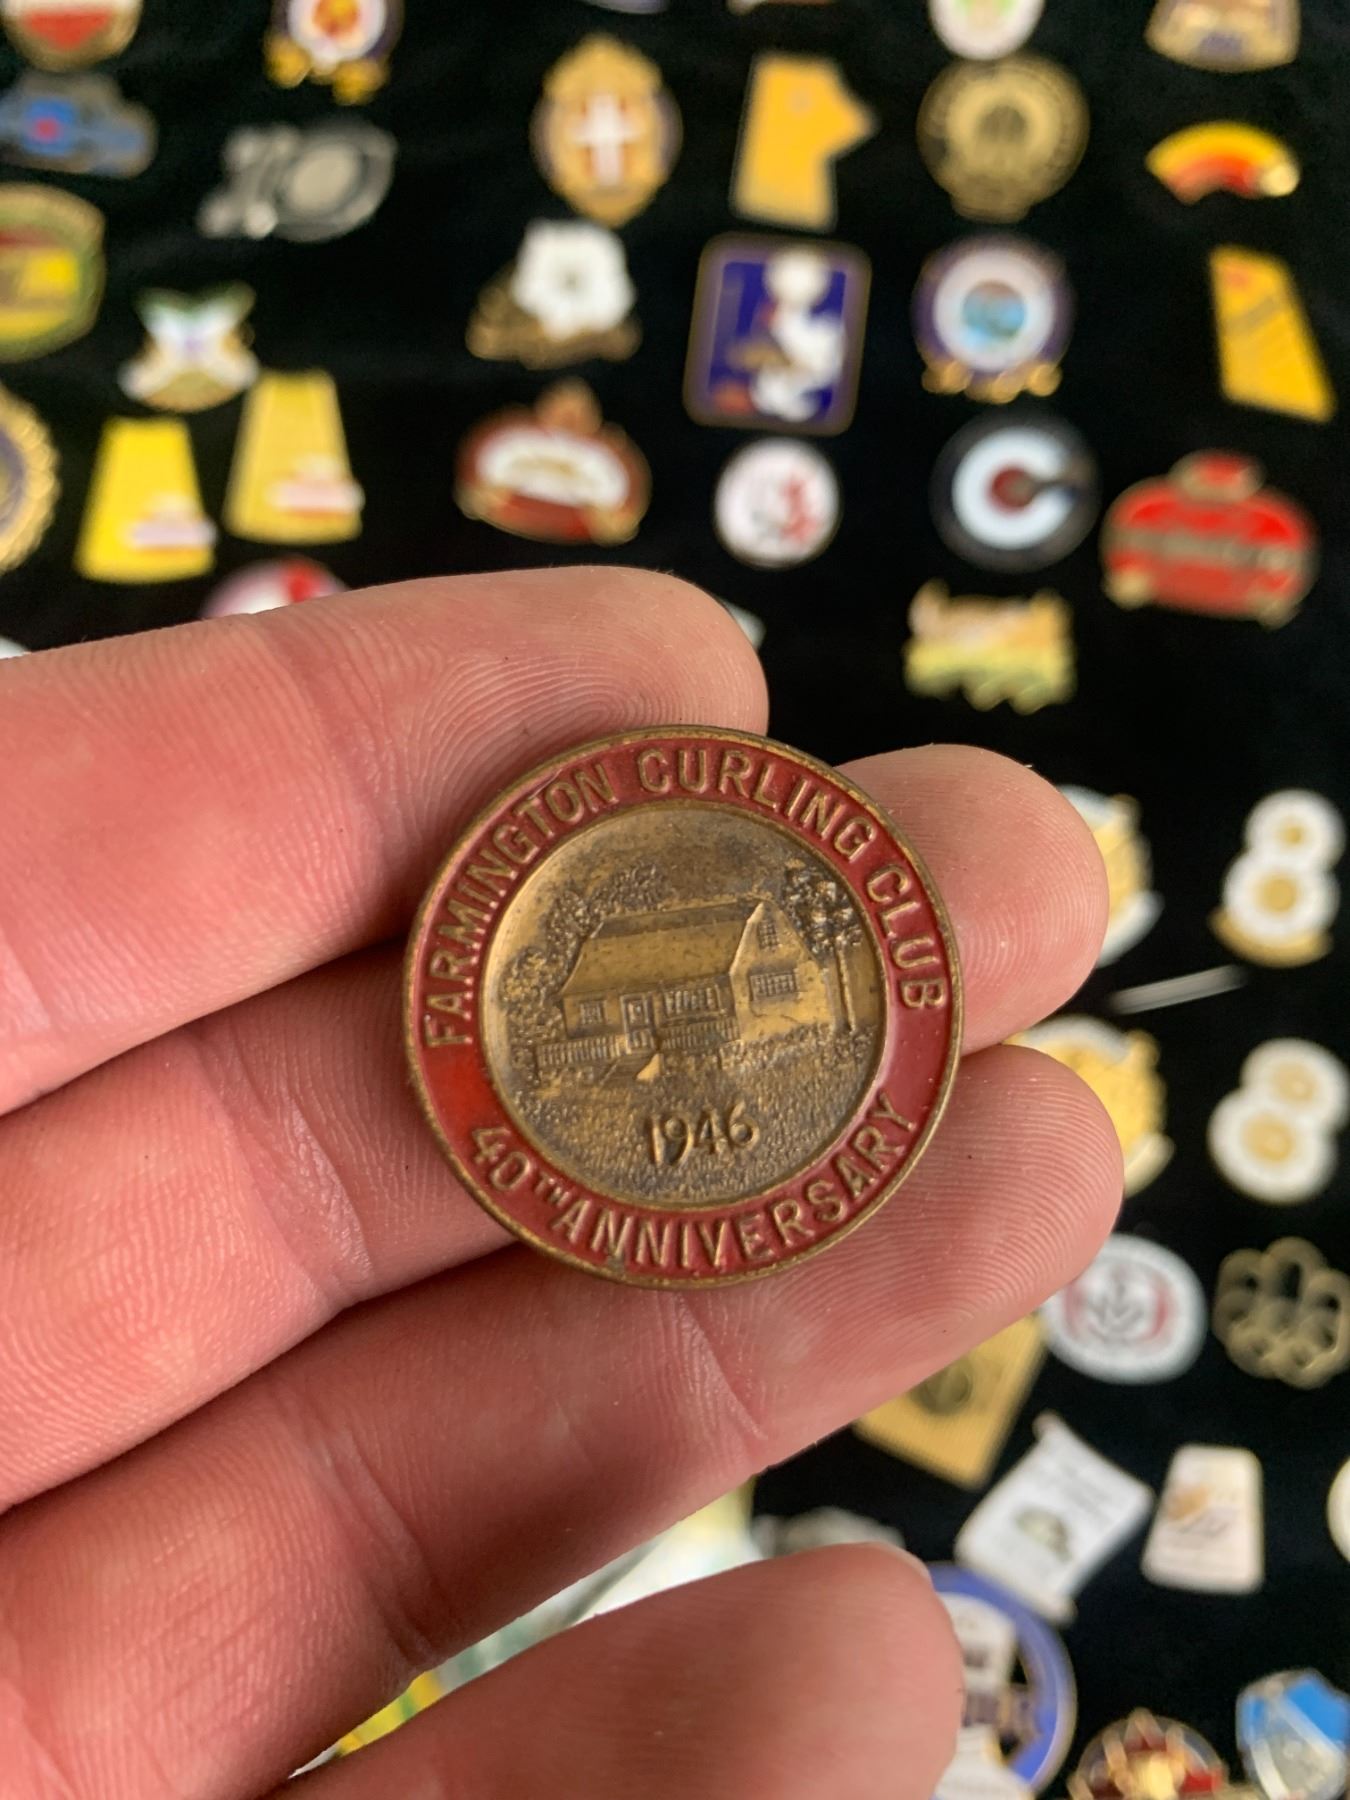 FARMINGTON CURLING CLUB
1946
40TH ANNIVERSARY